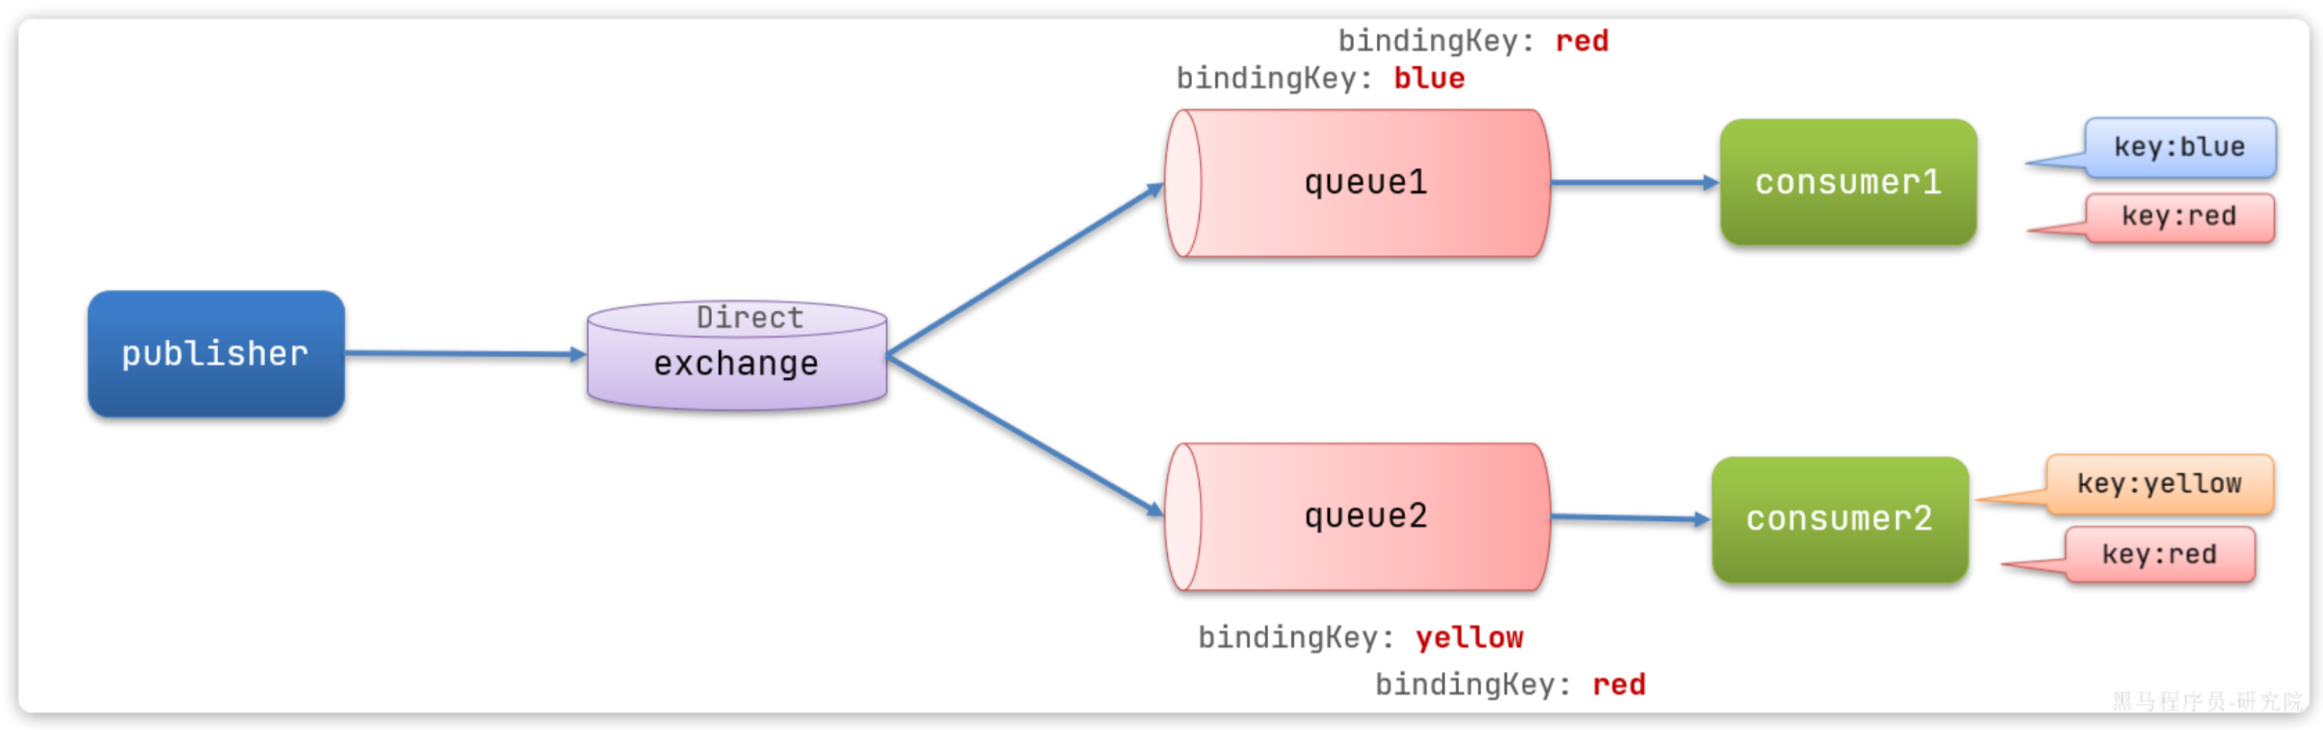 bindingKey: red
bindingKey: blue
queue1
consumer1
key:blue
key:red
publisher
Direct
exchange
queue2
consumer2
key:yellow
key:red
bindingKey: yellow
bindingKey: red
黑马程序员-研究院